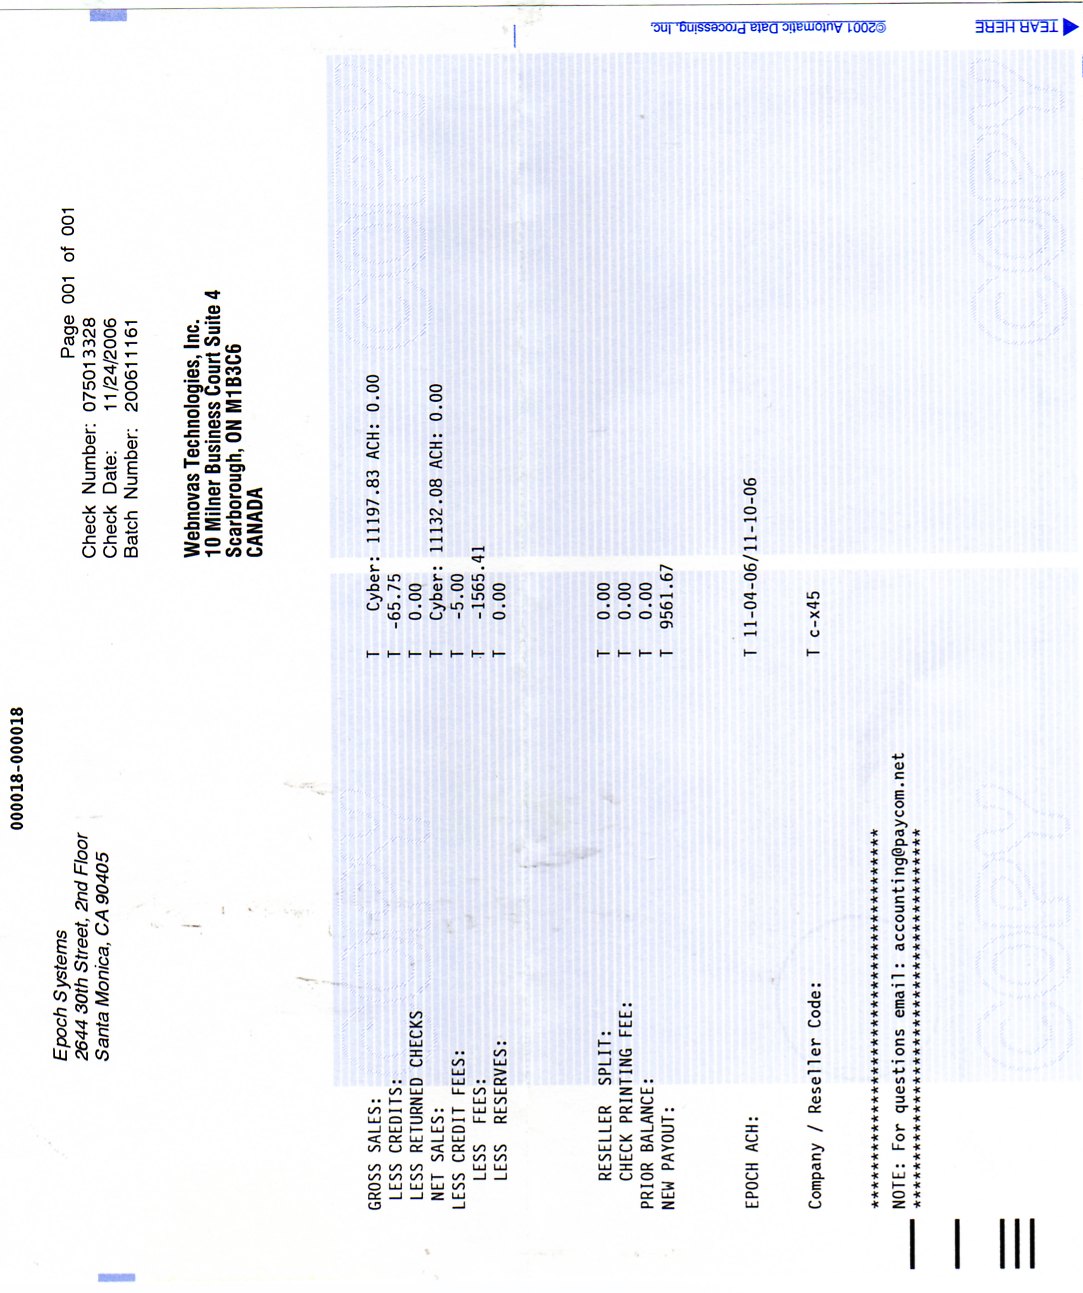 000018-000018
Epoch Systems
2644 30th Street, 2nd Floor
Santa Monica, CA 90405
Page 001 of 001
Check Number: 075013328
Check Date: 11/24/2006
Batch Number: 200611161
Webnovas Technologies, Inc.
10 Milner Business Court Suite 4
Scarborough, ON M1B3C6
CANADA
GROSS SALES: T Cyber: 11197.83 ACH: 0.00
LESS CREDITS: T -65.75
LESS RETURNED CHECKS T 0.00
NET SALES: T Cyber: 11132.08 ACH: 0.00
LESS CREDIT FEES: T -5.00
LESS FEES: T -1565.41
LESS RESERVES: T 0.00
RESELLER SPLIT: T 0.00
CHECK PRINTING FEE: T 0.00
PRIOR BALANCE: T 0.00
NEW PAYOUT: T 9561.67
EPOCH ACH: T 11-04-06/11-10-06
Company / Reseller Code: T c-x45
******************************************
NOTE: For questions email: accounting@paycom.net
******************************************
COPY
COPY
COPY
COPY
©2001 Automatic Data Processing, Inc.
TEAR HERE